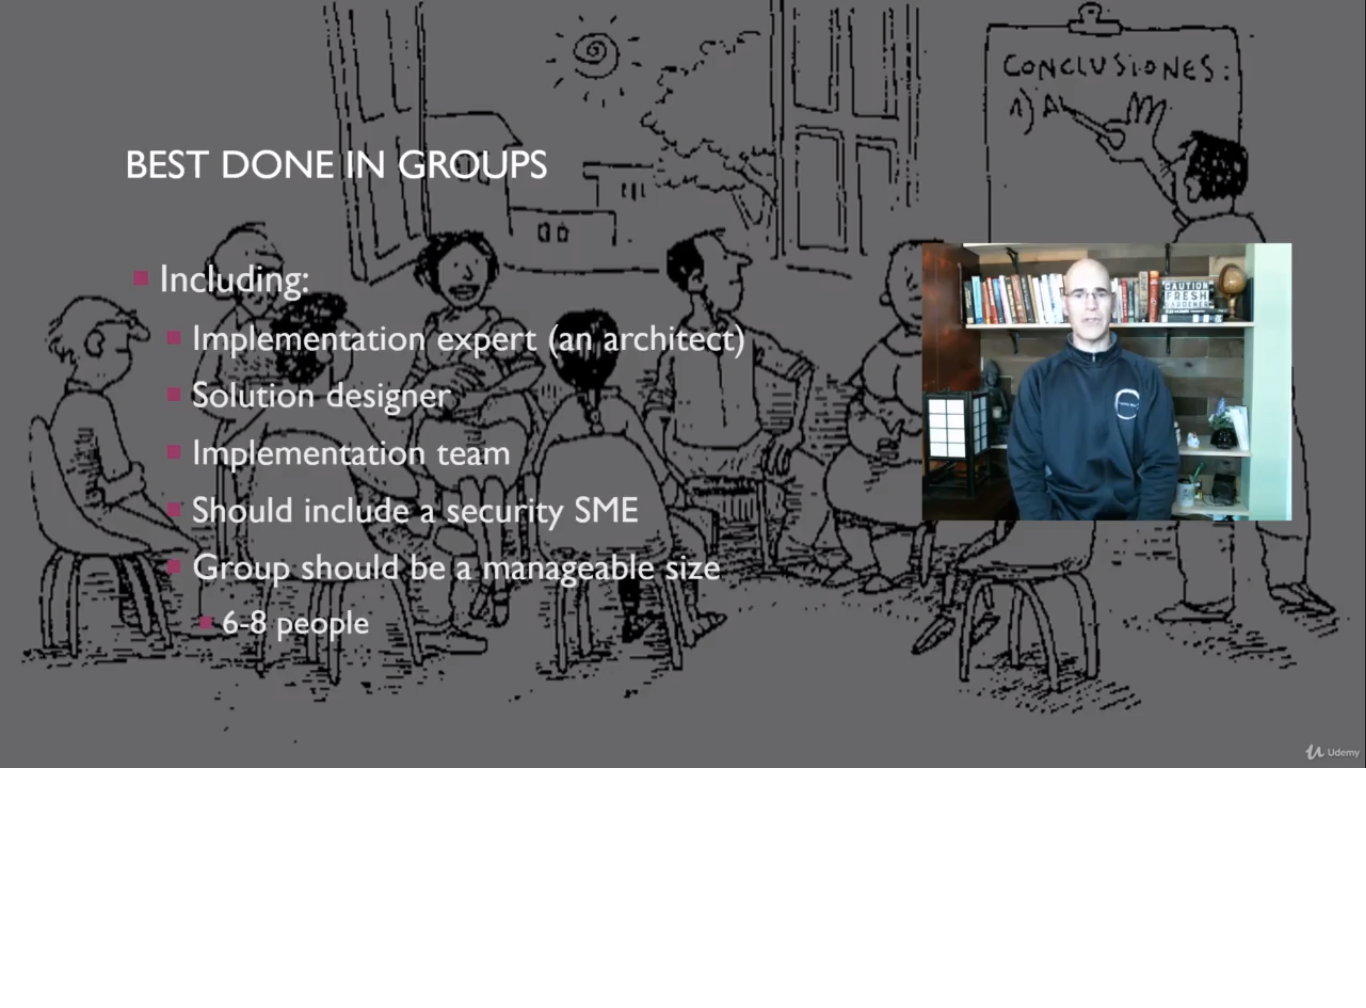 CONCLUSIONES:
1) A
BEST DONE IN GROUPS
Including:
Implementation expert (an architect)
Solution designer
Implementation team
Should include a security SME
Group should be a manageable size
6-8 people
CAUTION
FRESH
Udemy